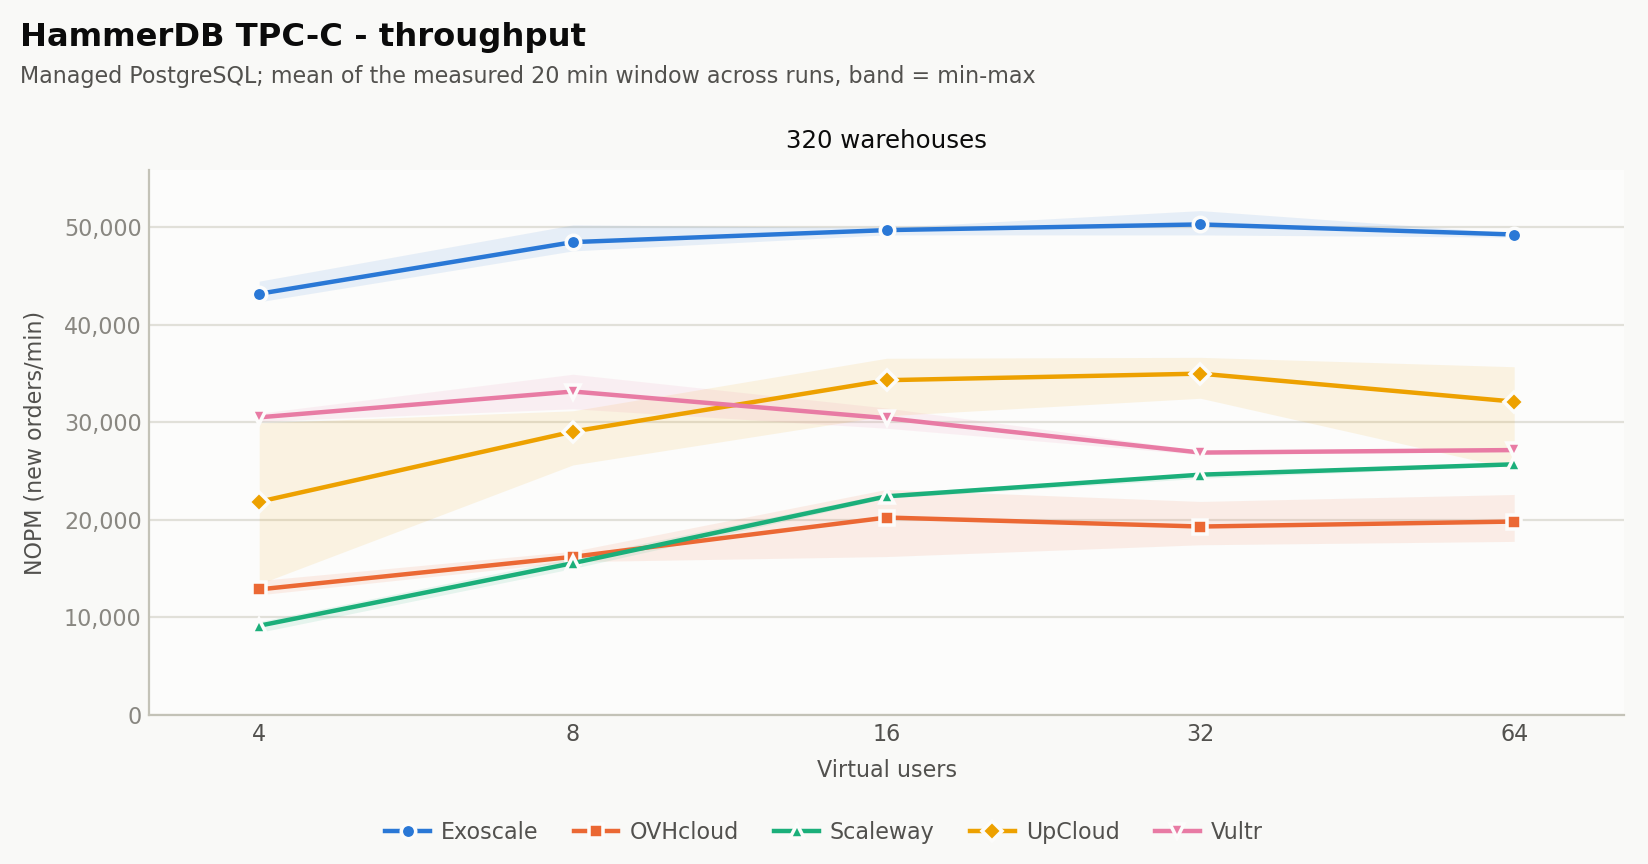 HammerDB TPC-C - throughput
Managed PostgreSQL; mean of the measured 20 min window across runs, band = min-max
320 warehouses
NOPM (new orders/min)
50,000
40,000
30,000
20,000
10,000
0
4 8 16 32 64
Virtual users
Exoscale OVHcloud Scaleway UpCloud Vultr